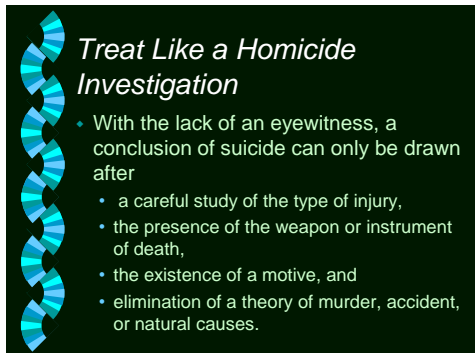 Treat Like a Homicide
Investigation
• With the lack of an eyewitness, a
conclusion of suicide can only be drawn
after
• a careful study of the type of injury,
• the presence of the weapon or instrument
of death,
• the existence of a motive, and
• elimination of a theory of murder, accident,
or natural causes.